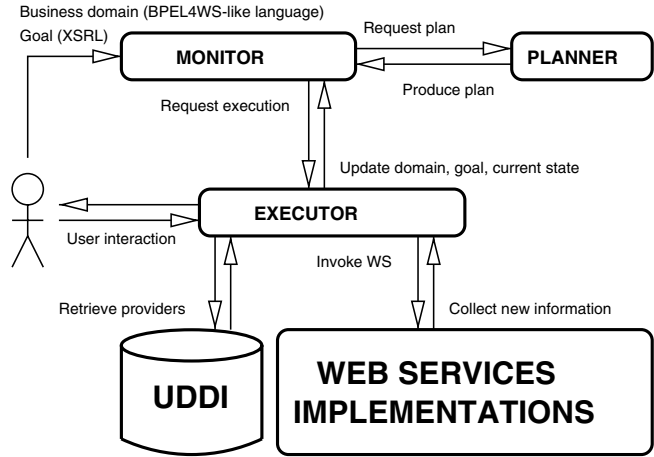 Business domain (BPEL4WS-like language)
Goal (XSRL)
MONITOR
Request plan
PLANNER
Produce plan
Request execution
Update domain, goal, current state
EXECUTOR
User interaction
Invoke WS
Retrieve providers
Collect new information
UDDI
WEB SERVICES
IMPLEMENTATIONS